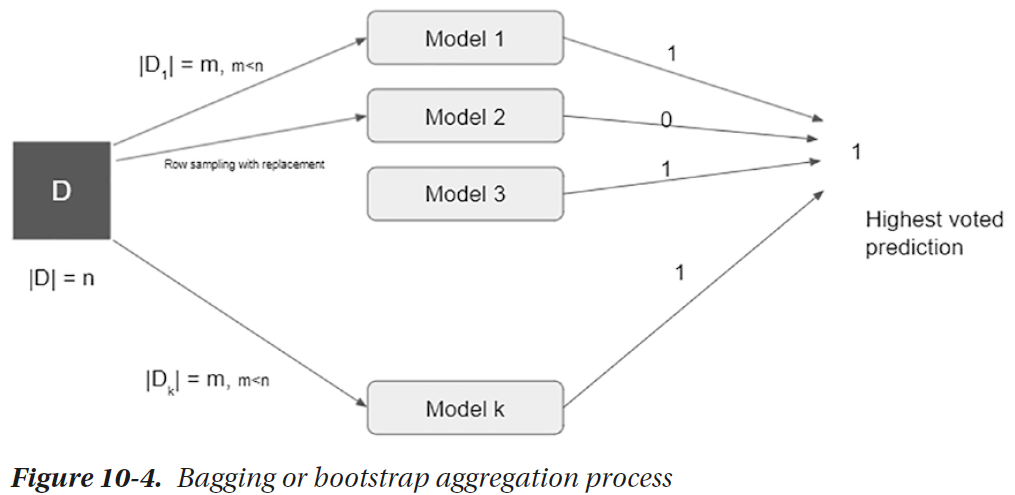 Model 1
|D₁| = m, m<n
1
Model 2
0
Row sampling with replacement
1
D
Model 3
1
Highest voted
prediction
|D| = n
1
|Dₖ| = m, m<n
Model k
Figure 10-4. Bagging or bootstrap aggregation process